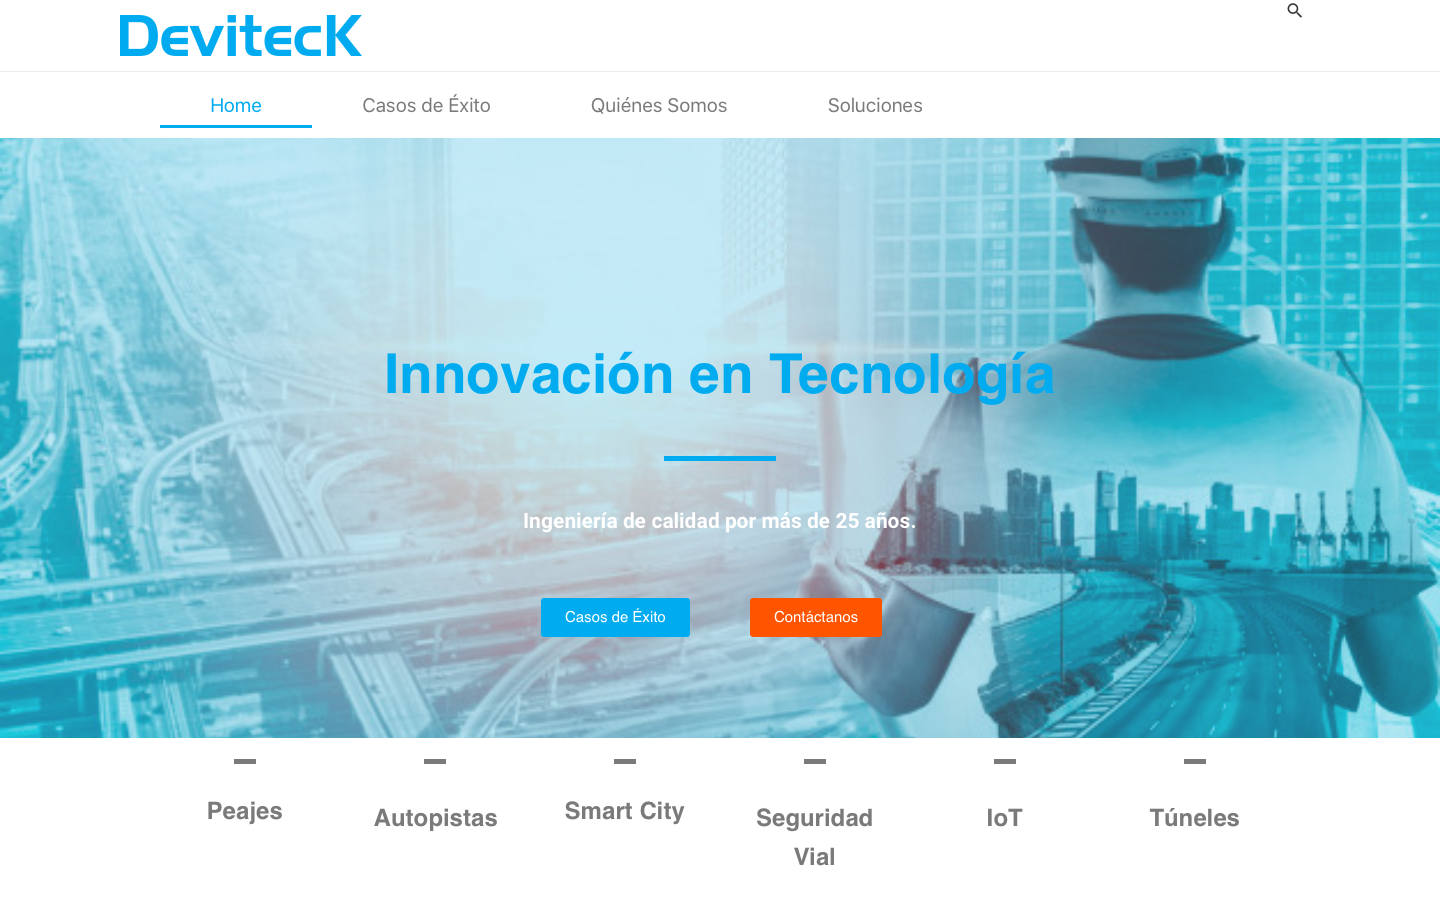 DevitecK
Home
Casos de Éxito
Quiénes Somos
Soluciones
Innovación en Tecnología
Ingeniería de calidad por más de 25 años.
Casos de Éxito
Contáctanos
Peajes
Autopistas
Smart City
Seguridad
Vial
IoT
Túneles